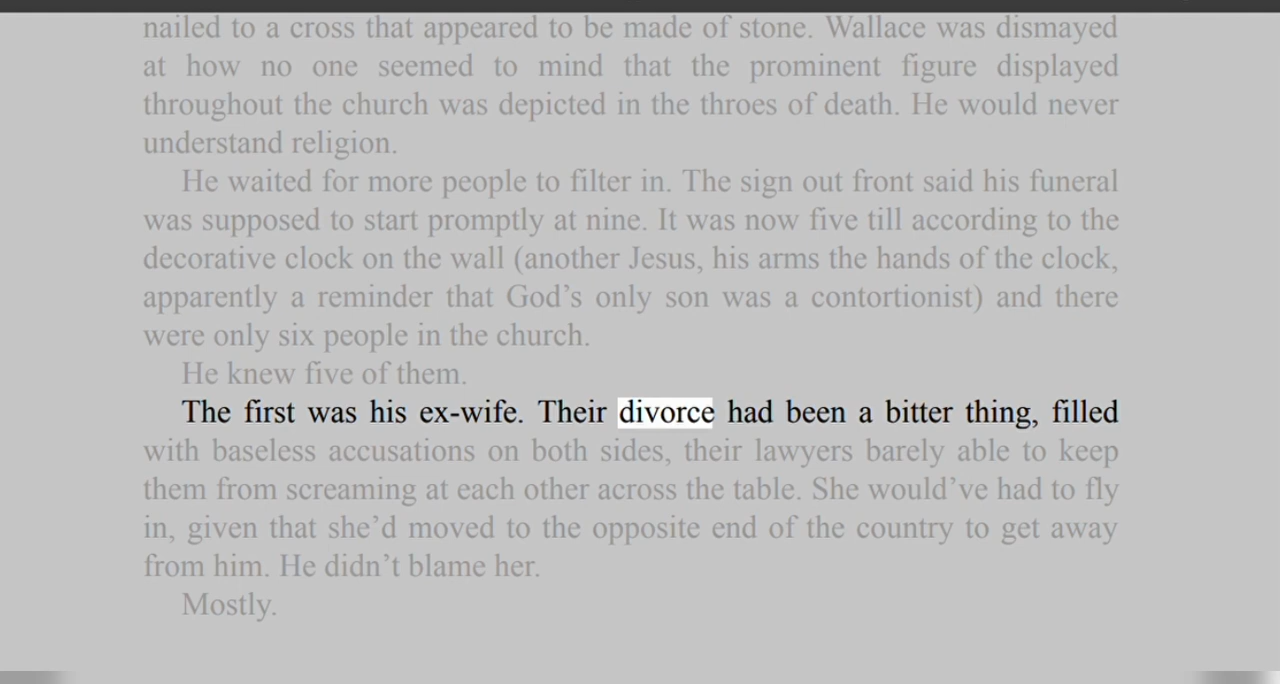 nailed to a cross that appeared to be made of stone. Wallace was dismayed
at how no one seemed to mind that the prominent figure displayed
throughout the church was depicted in the throes of death. He would never
understand religion.
He waited for more people to filter in. The sign out front said his funeral
was supposed to start promptly at nine. It was now five till according to the
decorative clock on the wall (another Jesus, his arms the hands of the clock,
apparently a reminder that God’s only son was a contortionist) and there
were only six people in the church.
He knew five of them.
The first was his ex-wife. Their divorce had been a bitter thing, filled
with baseless accusations on both sides, their lawyers barely able to keep
them from screaming at each other across the table. She would’ve had to fly
in, given that she’d moved to the opposite end of the country to get away
from him. He didn’t blame her.
Mostly.